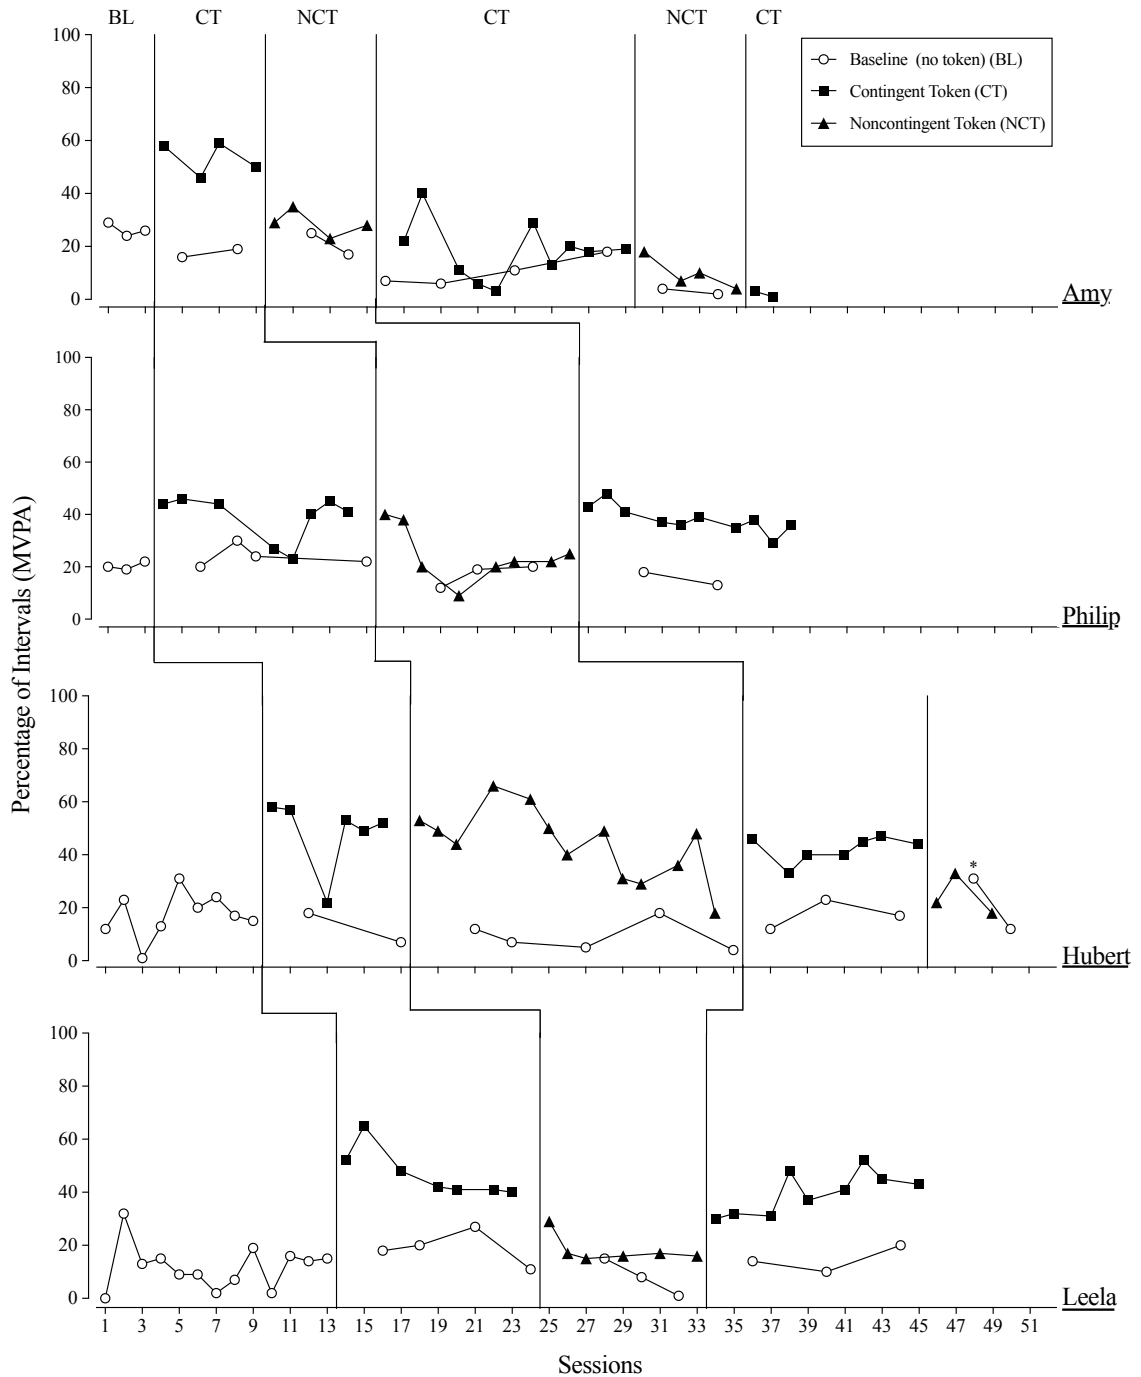 BL CT NCT CT NCT CT
100
80
60
40
20
0
Baseline (no token) (BL)
Contingent Token (CT)
Noncontingent Token (NCT)
Amy
100
80
60
40
20
0
Philip
Percentage of Intervals (MVPA)
100
80
60
40
20
0
*
Hubert
100
80
60
40
20
0
Leela
1 3 5 7 9 11 13 15 17 19 21 23 25 27 29 31 33 35 37 39 41 43 45 47 49 51
Sessions